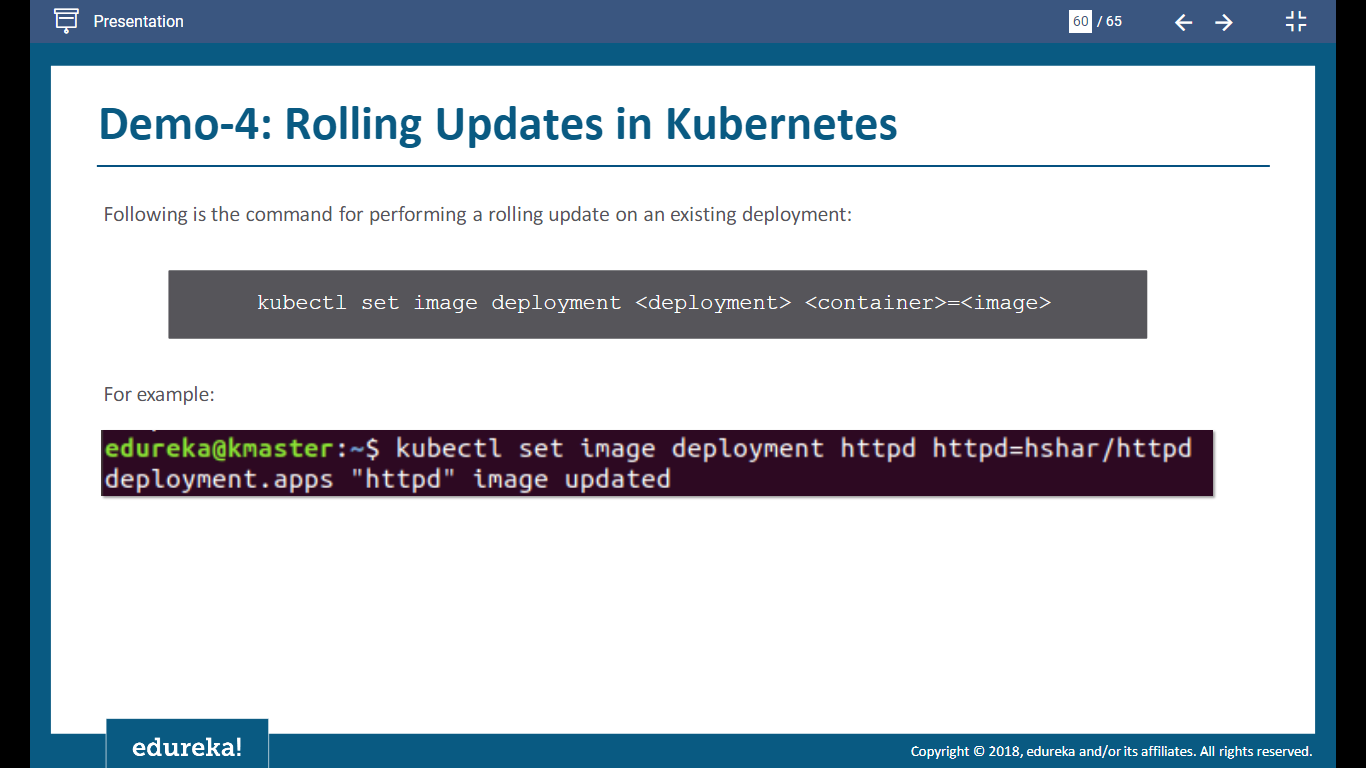 Presentation
60 / 65
Demo-4: Rolling Updates in Kubernetes
Following is the command for performing a rolling update on an existing deployment:
kubectl set image deployment <deployment> <container>=<image>
For example:
edureka@kmaster:~$ kubectl set image deployment httpd httpd=hshar/httpd
deployment.apps "httpd" image updated
edureka!
Copyright © 2018, edureka and/or its affiliates. All rights reserved.